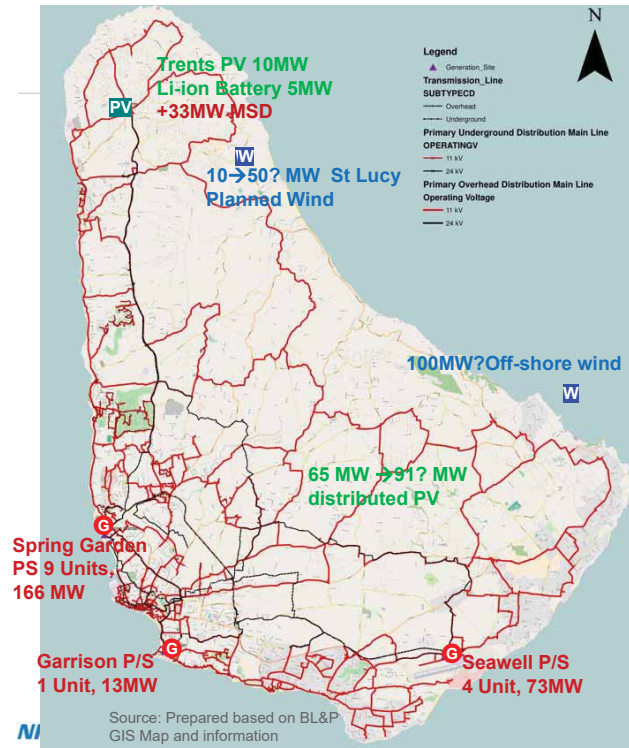 N
Legend
Generation_Site
Transmission_Line
SUBTYPECD
Overhead
Underground
Primary Underground Distribution Main Line
OPERATINGV
11 kV
24 kV
Primary Overhead Distribution Main Line
Operating Voltage
11 kV
24 kV
Trents PV 10MW
Li-ion Battery 5MW
+33MW MSD
PV
W
10→50? MW St Lucy
Planned Wind
100MW?Off-shore wind
W
65 MW →91? MW
distributed PV
G
Spring Garden
PS 9 Units,
166 MW
G
Garrison P/S
1 Unit, 13MW
G
Seawell P/S
4 Unit, 73MW
Source: Prepared based on BL&P
GIS Map and information